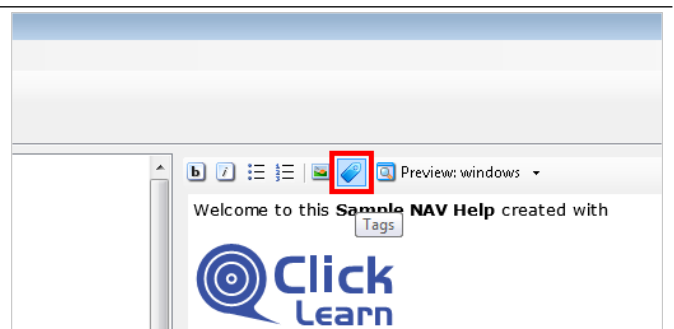 b i Preview: windows
Welcome to this Sample NAV Help created with
Tags
Click
Learn